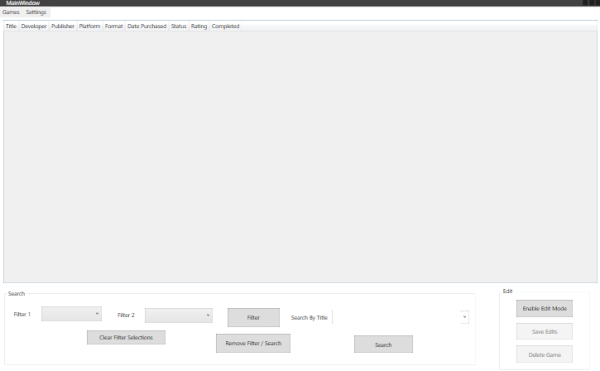 MainWindow
Games Settings
Title Developer Publisher Platform Format Date Purchased Status Rating Completed
Search
Edit
Filter 1
Filter 2
Filter
Search By Title
Enable Edit Mode
Clear Filter Selections
Remove Filter / Search
Search
Save Edits
Delete Game